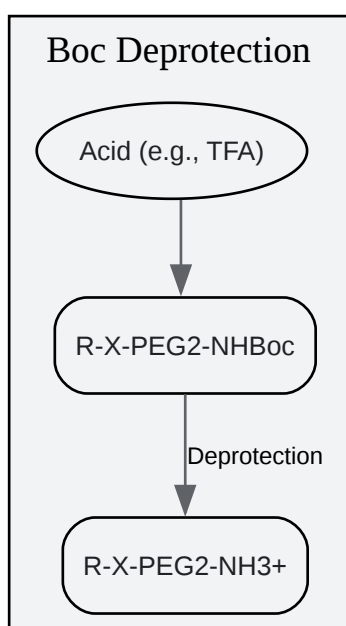 Boc Deprotection
Acid (e.g., TFA)
R-X-PEG2-NHBoc
Deprotection
R-X-PEG2-NH3+